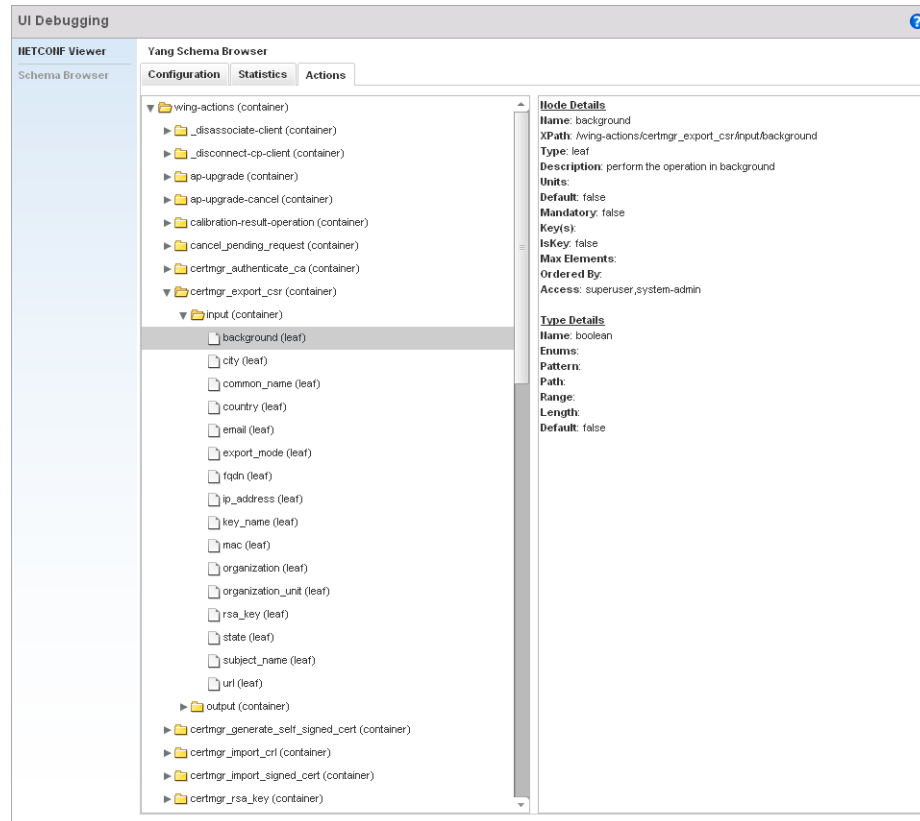 UI Debugging
?
NETCONF Viewer
Schema Browser
Yang Schema Browser
Configuration
Statistics
Actions
wing-actions (container)
_disassociate-client (container)
_disconnect-cp-client (container)
ap-upgrade (container)
ap-upgrade-cancel (container)
calibration-result-operation (container)
cancel_pending_request (container)
certmgr_authenticate_ca (container)
certmgr_export_csr (container)
input (container)
background (leaf)
city (leaf)
common_name (leaf)
country (leaf)
email (leaf)
export_mode (leaf)
fqdn (leaf)
ip_address (leaf)
key_name (leaf)
mac (leaf)
organization (leaf)
organization_unit (leaf)
rsa_key (leaf)
state (leaf)
subject_name (leaf)
url (leaf)
output (container)
certmgr_generate_self_signed_cert (container)
certmgr_import_crl (container)
certmgr_import_signed_cert (container)
certmgr_rsa_key (container)
Node Details
Name: background
XPath: /wing-actions/certmgr_export_csr/input/background
Type: leaf
Description: perform the operation in background
Units:
Default: false
Mandatory: false
Key(s):
IsKey: false
Max Elements:
Ordered By:
Access: superuser,system-admin
Type Details
Name: boolean
Enums:
Pattern:
Path:
Range:
Length:
Default: false